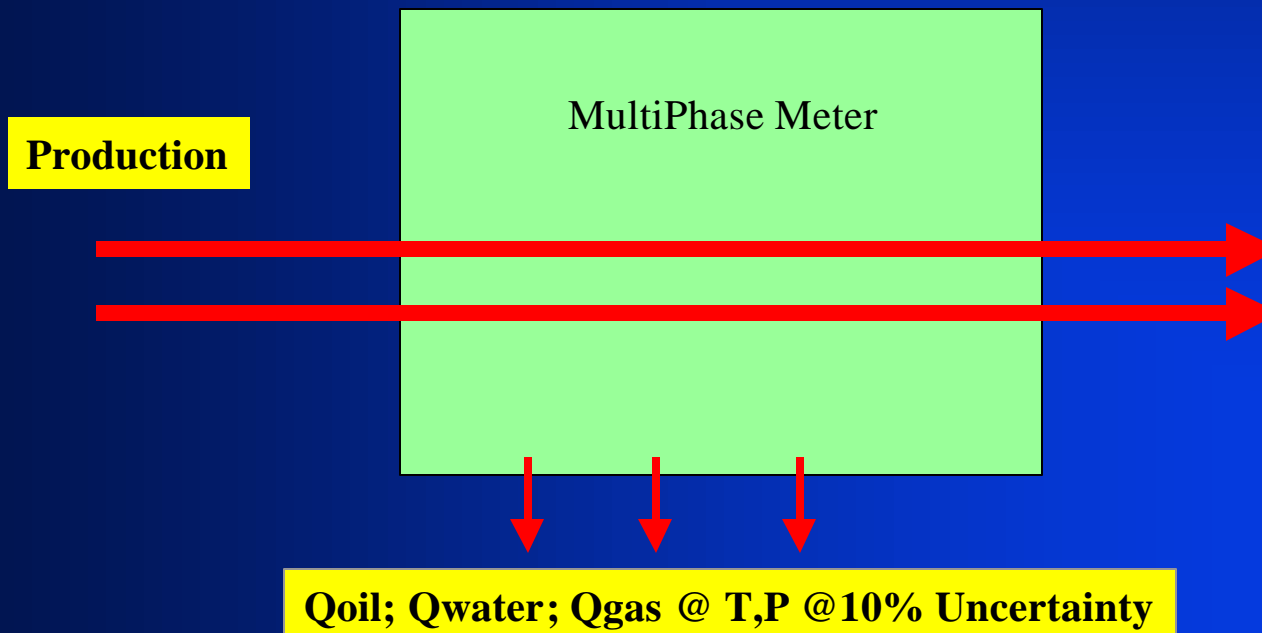 MultiPhase Meter
Production
Qoil; Qwater; Qgas @ T,P @10% Uncertainty